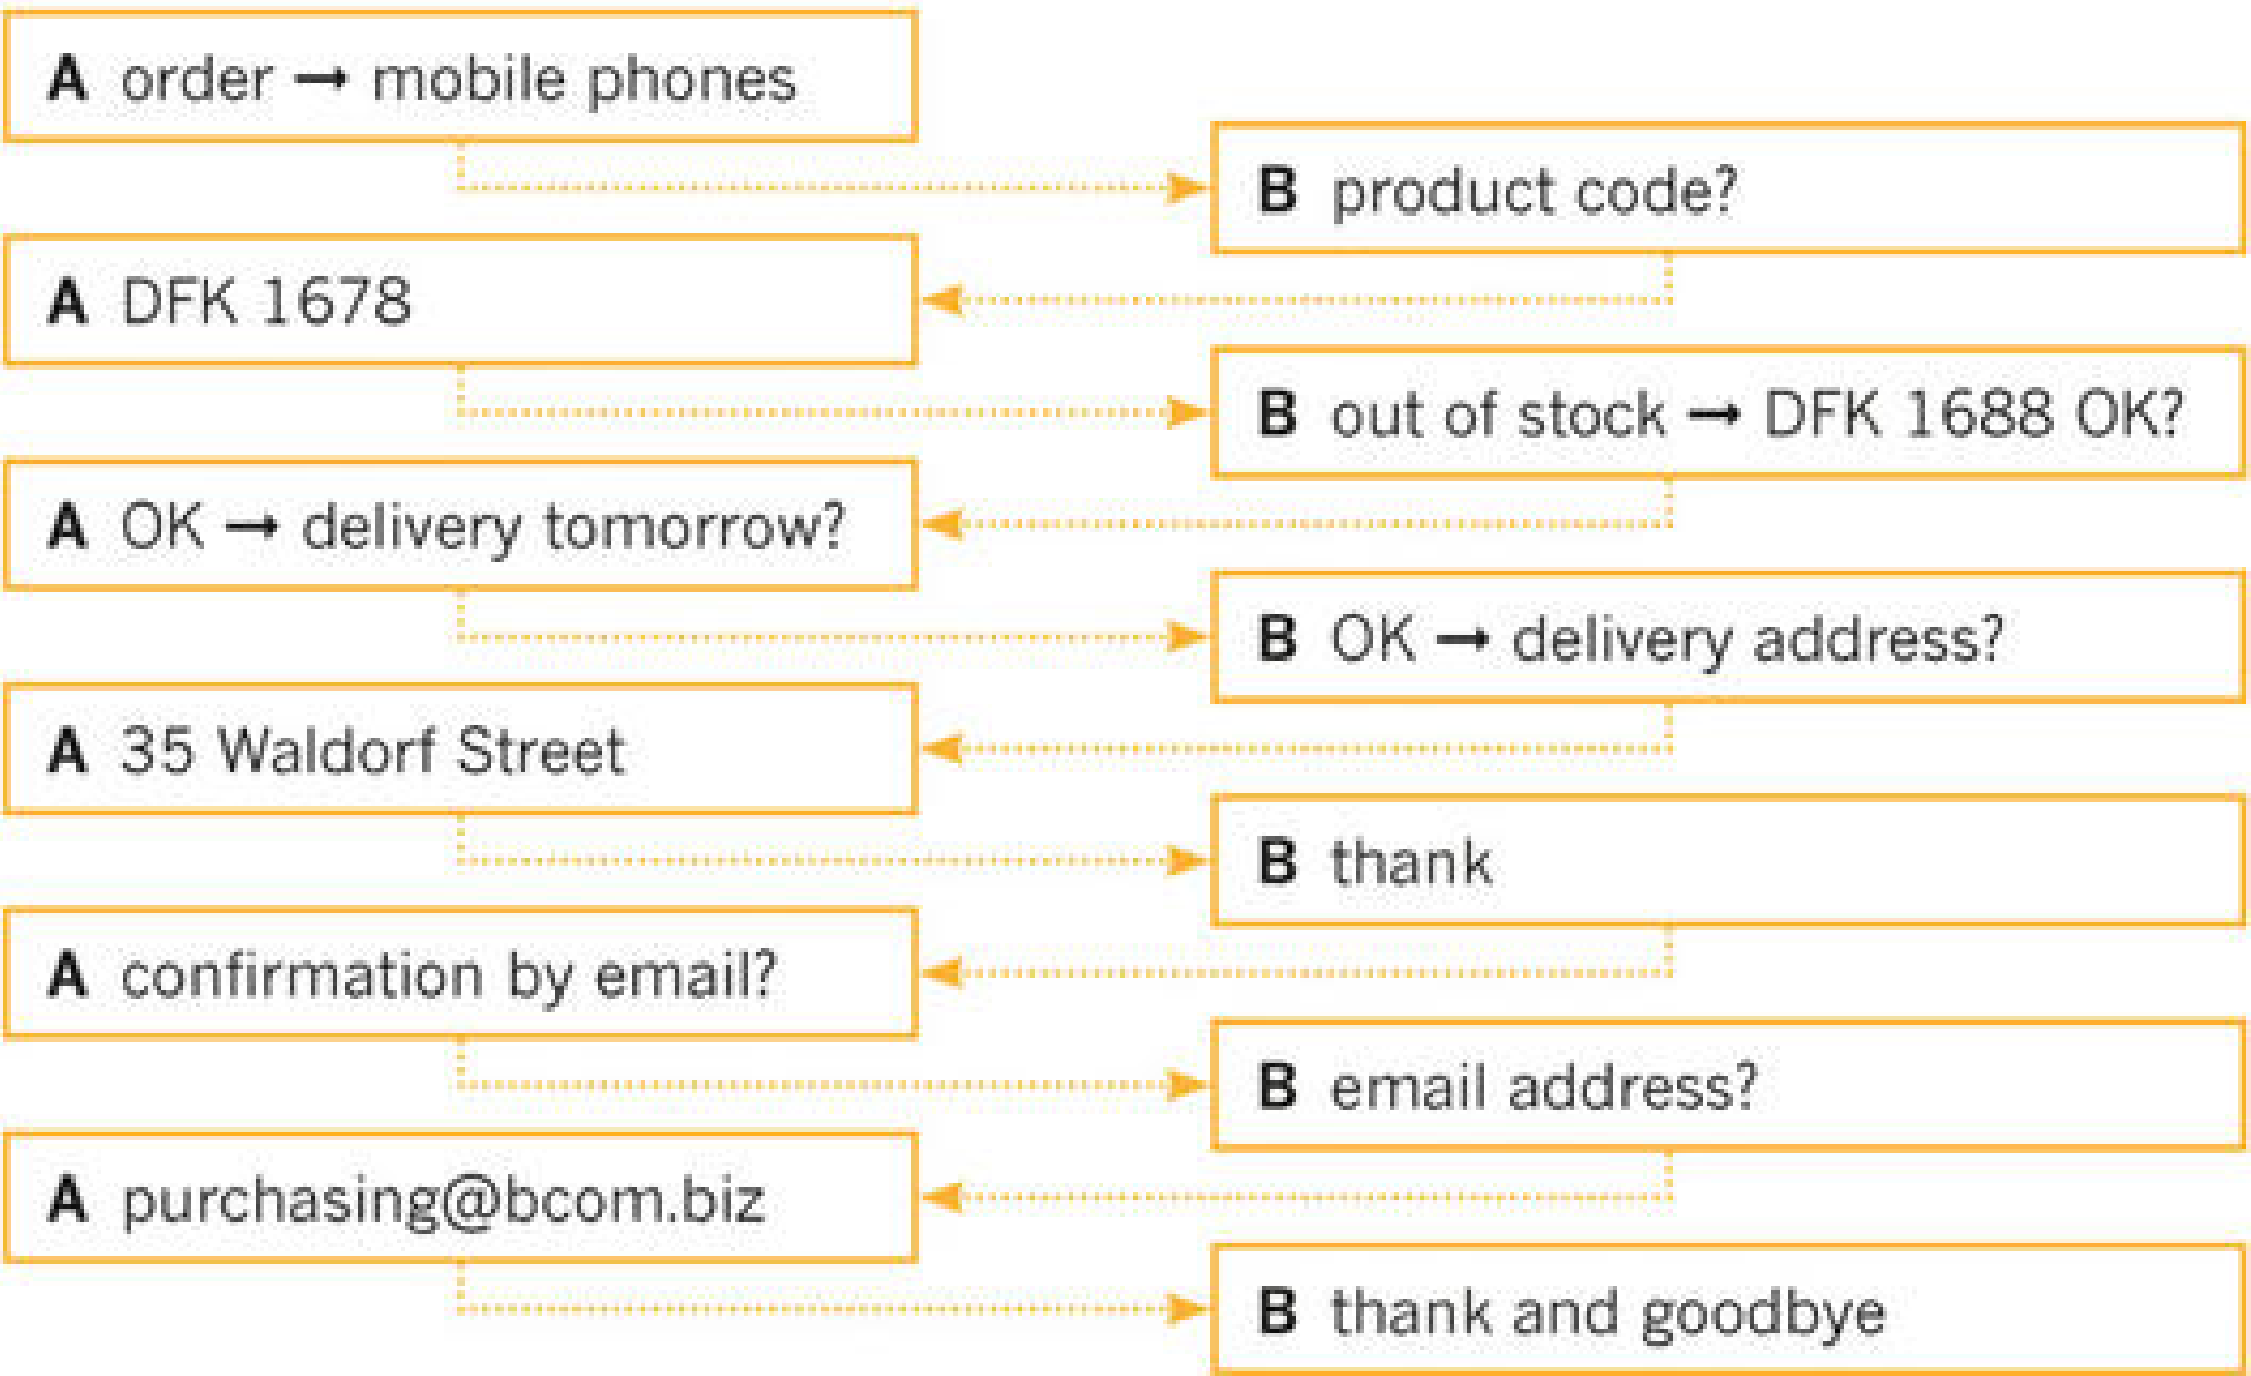 A order → mobile phones
B product code?
A DFK 1678
B out of stock → DFK 1688 OK?
A OK → delivery tomorrow?
B OK → delivery address?
A 35 Waldorf Street
B thank
A confirmation by email?
B email address?
A purchasing@bcom.biz
B thank and goodbye